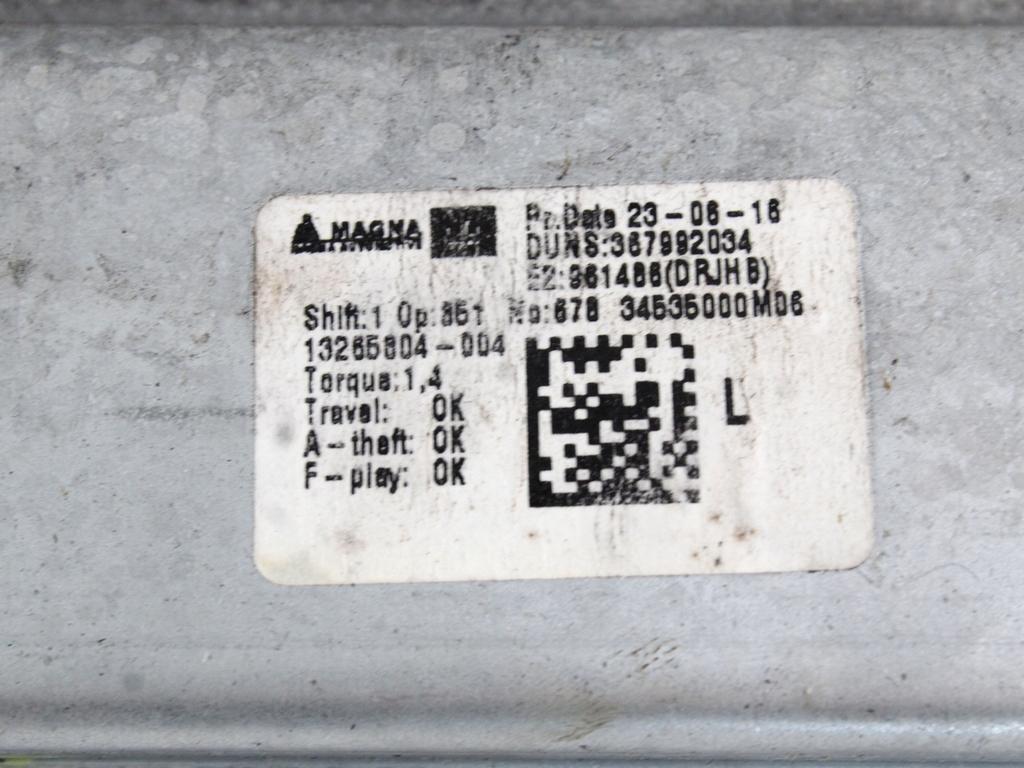 MAGNA
Pr.Date 23-06-16
DUNS:367992034
EZ:961486(DRJHB)
Shift:1 Op:851 No:678 34535000M06
13265804-004
Torque:1,4
Travel: OK
A-theft: OK
F-play: OK
L